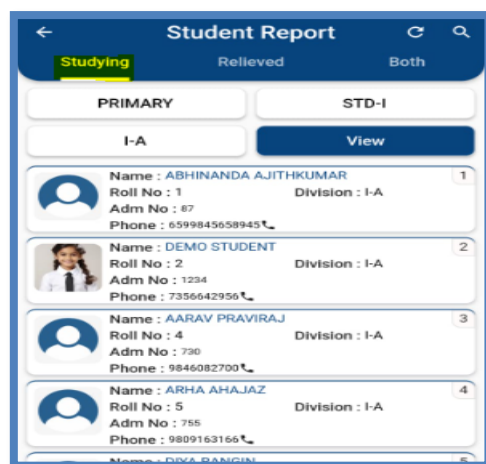 Student Report
Studying Relieved Both
PRIMARY STD-I
I-A View
Name : ABHINANDA AJITHKUMAR 1
Roll No : 1 Division : I-A
Adm No : 87
Phone : 6599845658945
Name : DEMO STUDENT 2
Roll No : 2 Division : I-A
Adm No : 1234
Phone : 7356642956
Name : AARAV PRAVIRAJ 3
Roll No : 4 Division : I-A
Adm No : 730
Phone : 9846082700
Name : ARHA AHAJAZ 4
Roll No : 5 Division : I-A
Adm No : 755
Phone : 9809163166
Name : DIYA RANGIN 5